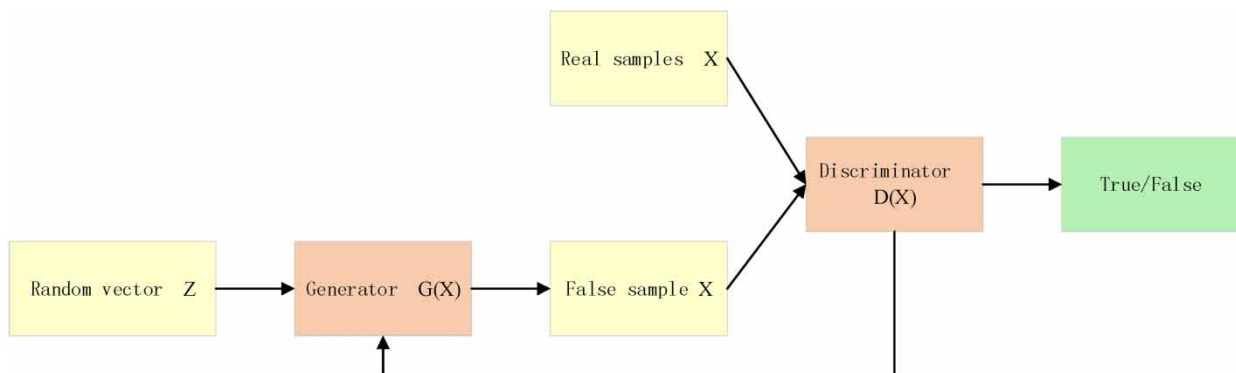 Real samples X
Discriminator
D(X)
True/False
Random vector Z
Generator G(X)
False sample X